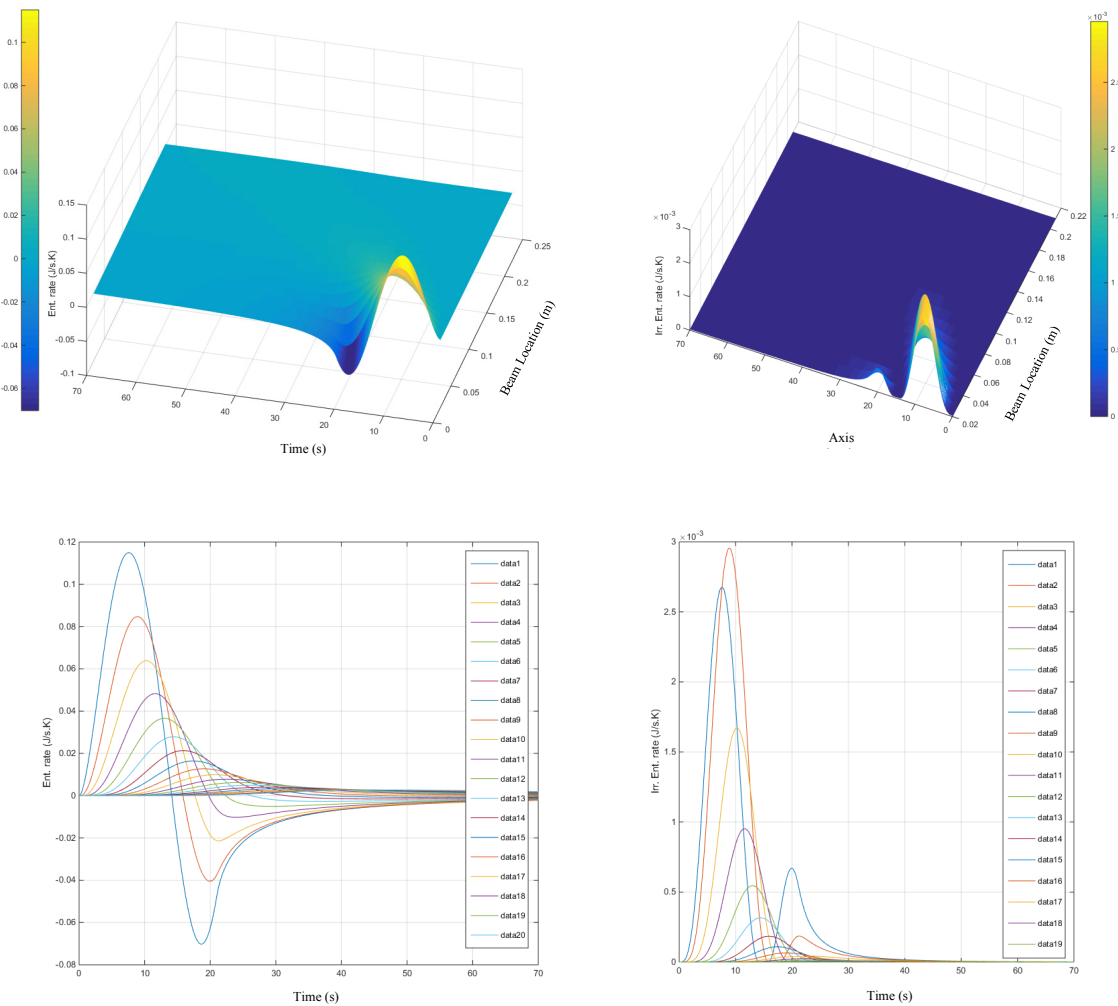 0.1
0.08
0.06
0.04
0.02
0
-0.02
-0.04
-0.06
Ent. rate (J/s.K)
0.15
0.1
0.05
0
-0.05
-0.1
70
60
50
40
30
20
10
0
Time (s)
0
0.05
0.1
0.15
0.2
0.25
Beam Location (m)
×10⁻³
Irr. Ent. rate (J/s.K)
3
2
1
0
70
60
50
40
30
20
10
0
Axis
0.02
0.04
0.06
0.08
0.1
0.12
0.14
0.16
0.18
0.2
0.22
Beam Location (m)
×10⁻³
2.
2
1.
1
0.
0
Ent. rate (J/s.K)
0.12
0.1
0.08
0.06
0.04
0.02
0
-0.02
-0.04
-0.06
-0.08
0
10
20
30
40
50
60
70
Time (s)
data1
data2
data3
data4
data5
data6
data7
data8
data9
data10
data11
data12
data13
data14
data15
data16
data17
data18
data19
data20
×10⁻³
Irr. Ent. rate (J/s.K)
3
2.5
2
1.5
1
0.5
0
0
10
20
30
40
50
60
70
Time (s)
data1
data2
data3
data4
data5
data6
data7
data8
data9
data10
data11
data12
data13
data14
data15
data16
data17
data18
data19